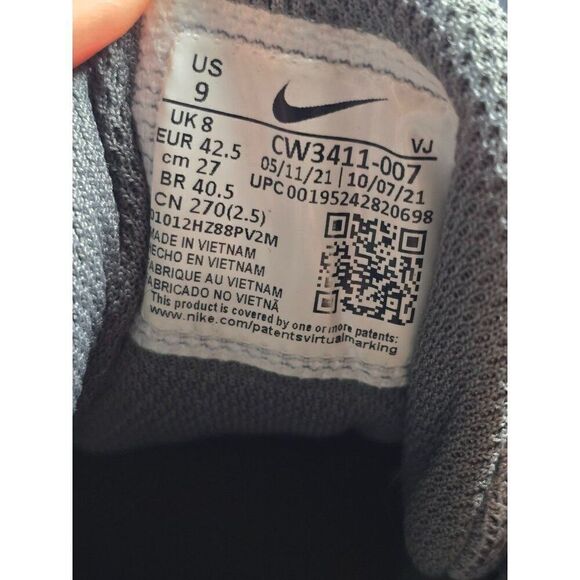 US
9
UK 8
EUR 42.5
cm 27
BR 40.5
CN 270(2.5)
01012HZ88PV2M
MADE IN VIETNAM
HECHO EN VIETNAM
FABRIQUE AU VIETNAM
FABRICADO NO VIETNÃ
This product is covered by one or more patents:
www.nike.com/patentsvirtualmarking
VJ
CW3411-007
05/11/21 10/07/21
UPC 00195242820698